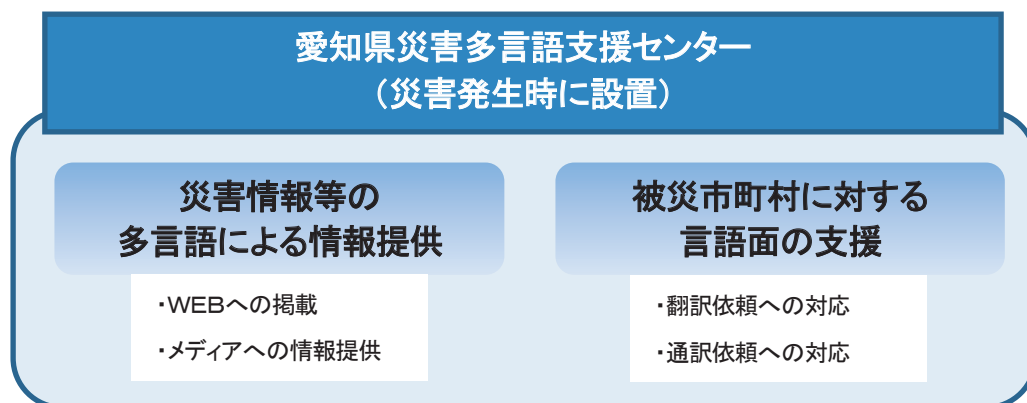 愛知県災害多言語支援センター
（災害発生時に設置）
災害情報等の
多言語による情報提供
・WEBへの掲載
・メディアへの情報提供
被災市町村に対する
言語面の支援
・翻訳依頼への対応
・通訳依頼への対応